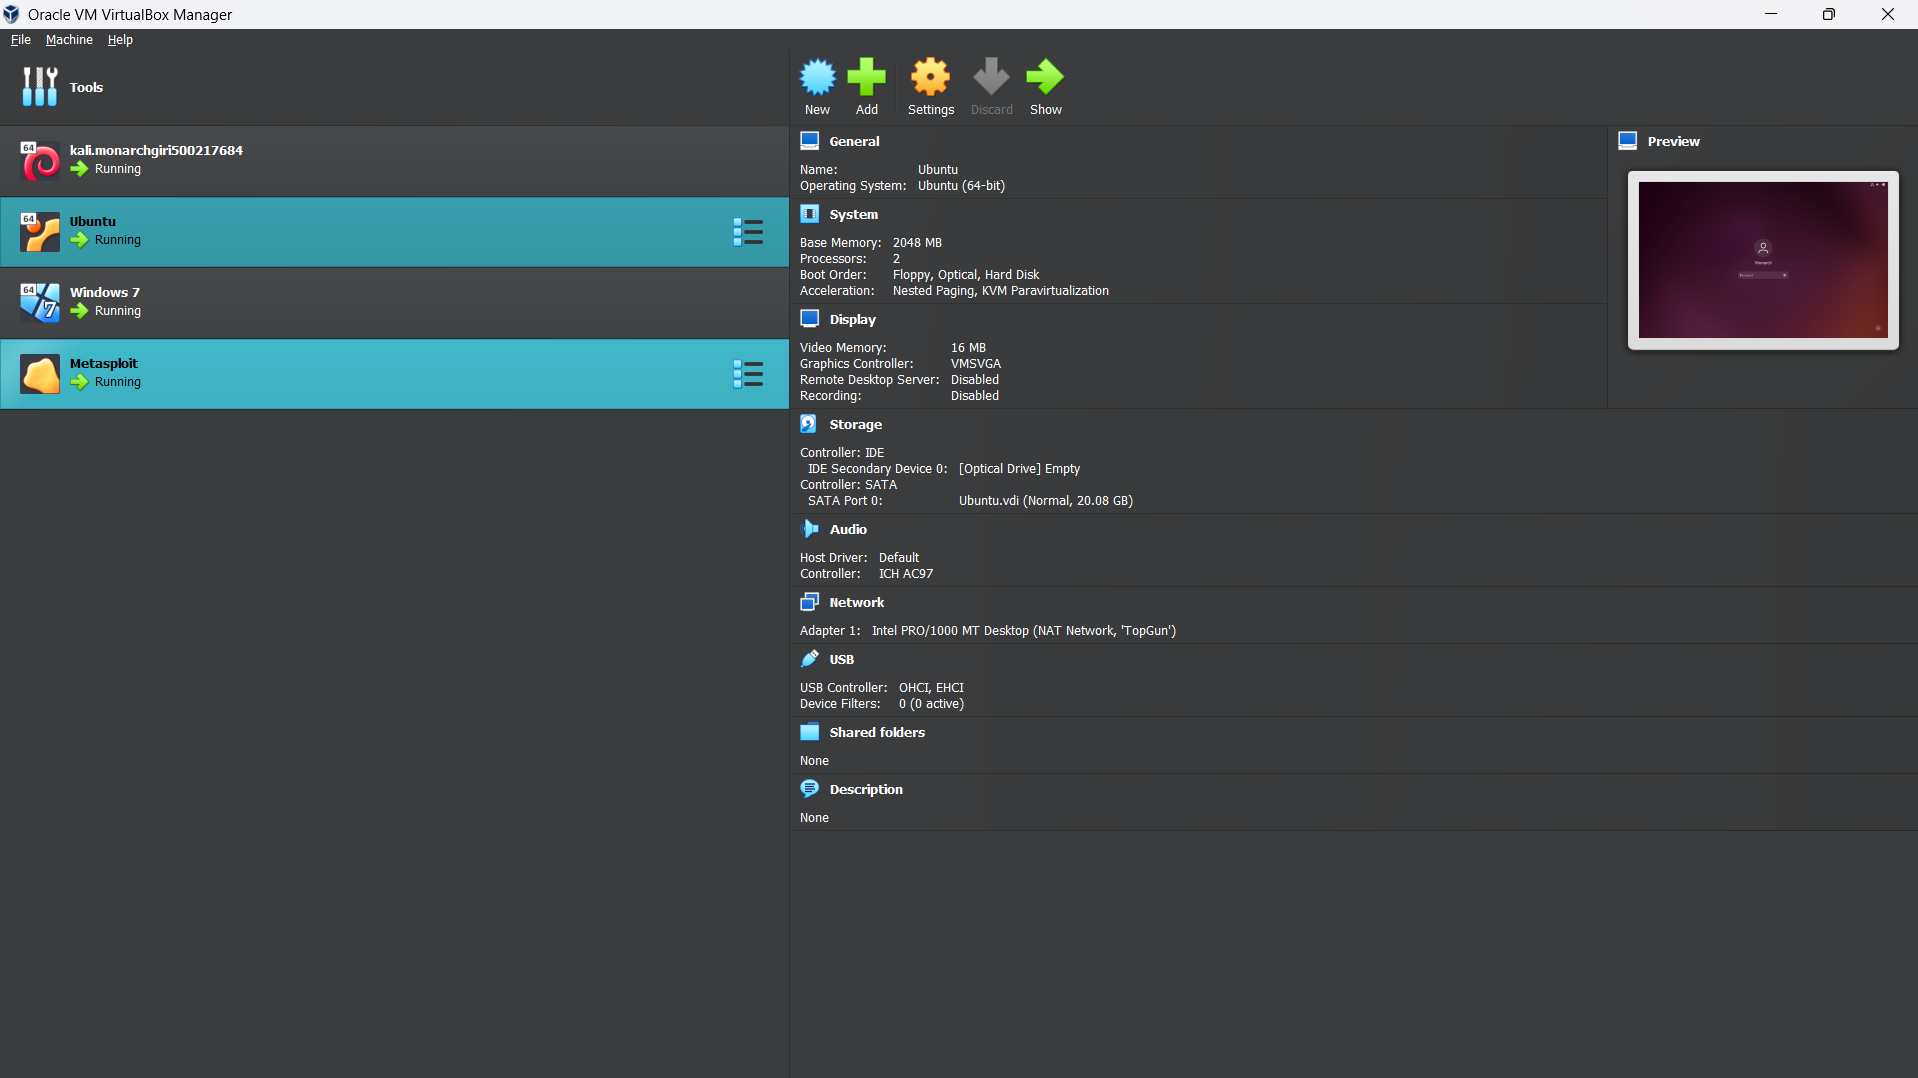 Oracle VM VirtualBox Manager
File Machine Help
Tools
64
kali.monarchgiri500217684
Running
64
Ubuntu
Running
64
7
Windows 7
Running
Metasploit
Running
New Add Settings Discard Show
General
Name: Ubuntu
Operating System: Ubuntu (64-bit)
System
Base Memory: 2048 MB
Processors: 2
Boot Order: Floppy, Optical, Hard Disk
Acceleration: Nested Paging, KVM Paravirtualization
Display
Video Memory: 16 MB
Graphics Controller: VMSVGA
Remote Desktop Server: Disabled
Recording: Disabled
Preview
Monarch
Storage
Controller: IDE
IDE Secondary Device 0: [Optical Drive] Empty
Controller: SATA
SATA Port 0: Ubuntu.vdi (Normal, 20.08 GB)
Audio
Host Driver: Default
Controller: ICH AC97
Network
Adapter 1: Intel PRO/1000 MT Desktop (NAT Network, 'TopGun')
USB
USB Controller: OHCI, EHCI
Device Filters: 0 (0 active)
Shared folders
None
Description
None